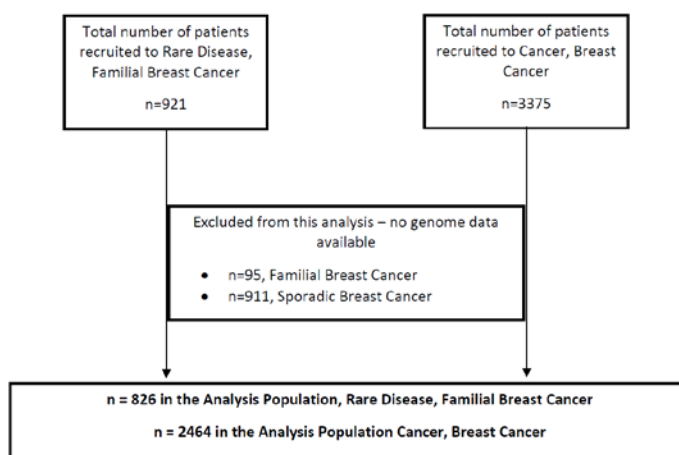 Total number of patients
recruited to Rare Disease,
Familial Breast Cancer
n=921
Total number of patients
recruited to Cancer, Breast
Cancer
n=3375
Excluded from this analysis – no genome data
available
• n=95, Familial Breast Cancer
• n=911, Sporadic Breast Cancer
n = 826 in the Analysis Population, Rare Disease, Familial Breast Cancer
n = 2464 in the Analysis Population Cancer, Breast Cancer